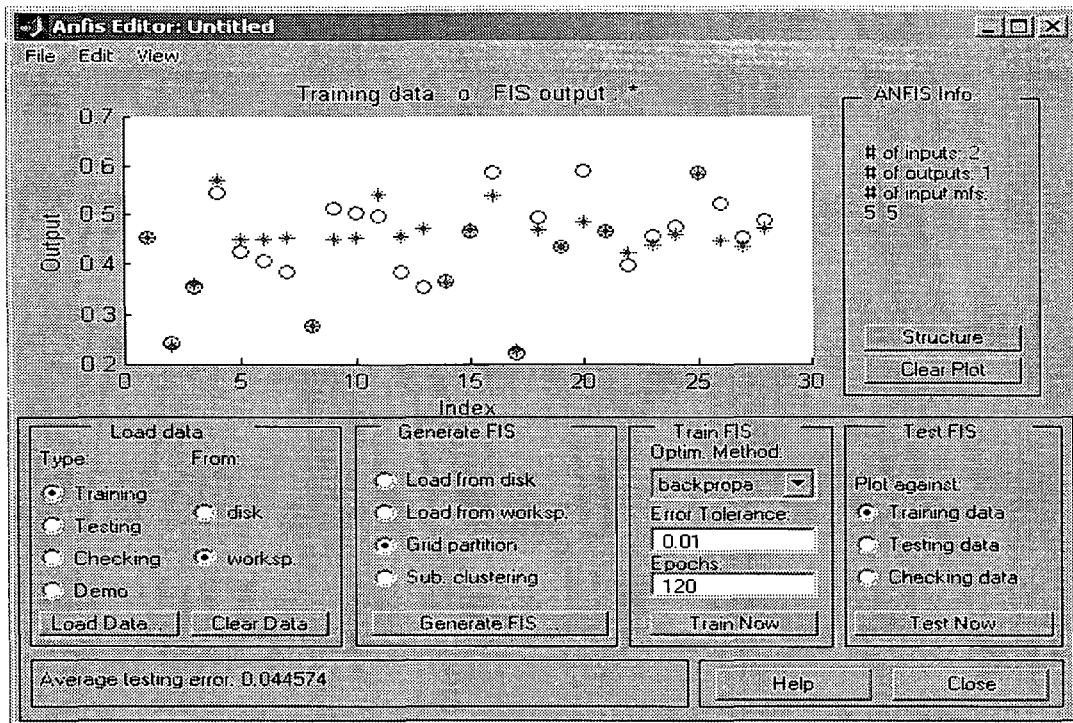 Anfis Editor: Untitled
File Edit View
Training data : o FIS output : *
0.7
0.6
0.5
0.4
0.3
0.2
Output
0 5 10 15 20 25 30
Index
ANFIS Info.
# of inputs: 2
# of outputs: 1
# of input mfs:
5 5
Structure
Clear Plot
Load data
Type: From:
Training
Testing
Checking
Demo
disk
worksp.
Load Data... Clear Data
Generate FIS
Load from disk
Load from worksp.
Grid partition
Sub. clustering
Generate FIS ...
Train FIS
Optim. Method:
backpropa
Error Tolerance:
0.01
Epochs:
120
Train Now
Test FIS
Plot against:
Training data
Testing data
Checking data
Test Now
Average testing error: 0.044574
Help Close